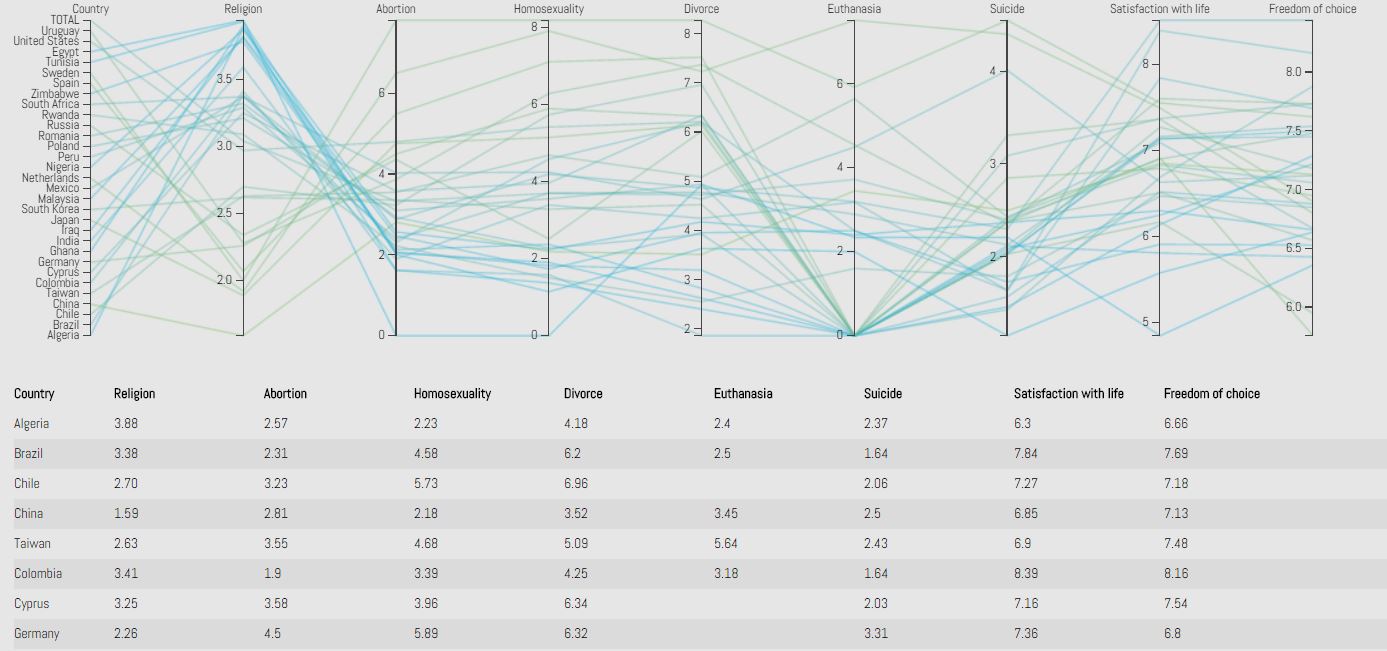 Country Religion Abortion Homosexuality Divorce Euthanasia Suicide Satisfaction with life Freedom of choice
TOTAL
Uruguay
United States
Egypt
Tunisia
Sweden
Spain
Zimbabwe
South Africa
Rwanda
Russia
Romania
Poland
Peru
Nigeria
Netherlands
Mexico
Malaysia
South Korea
Japan
Iraq
India
Ghana
Germany
Cyprus
Colombia
Taiwan
China
Chile
Brazil
Algeria
3.5
3.0
2.5
2.0
6
4
2
0
8
6
4
2
0
8
7
6
5
4
3
2
6
4
2
0
4
3
2
8
7
6
5
8.0
7.5
7.0
6.5
6.0
Country Religion Abortion Homosexuality Divorce Euthanasia Suicide Satisfaction with life Freedom of choice
Algeria 3.88 2.57 2.23 4.18 2.4 2.37 6.3 6.66
Brazil 3.38 2.31 4.58 6.2 2.5 1.64 7.84 7.69
Chile 2.70 3.23 5.73 6.96 2.06 7.27 7.18
China 1.59 2.81 2.18 3.52 3.45 2.5 6.85 7.13
Taiwan 2.63 3.55 4.68 5.09 5.64 2.43 6.9 7.48
Colombia 3.41 1.9 3.39 4.25 3.18 1.64 8.39 8.16
Cyprus 3.25 3.58 3.96 6.34 2.03 7.16 7.54
Germany 2.26 4.5 5.89 6.32 3.31 7.36 6.8